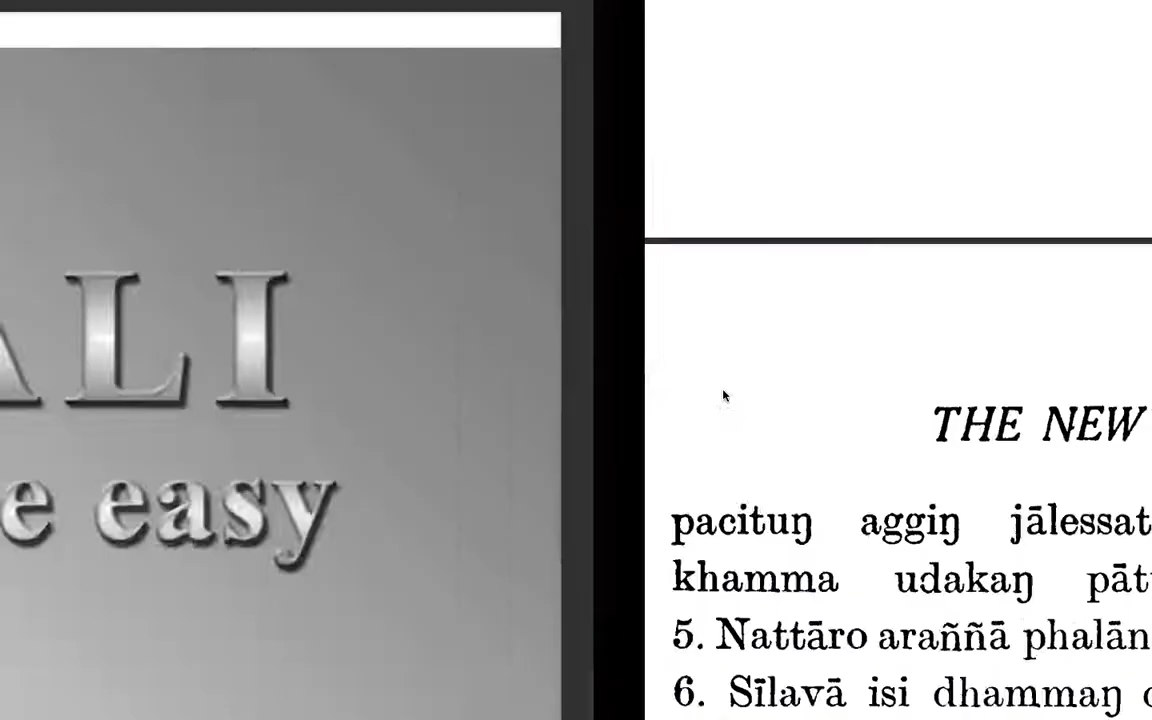 ALI
e easy
THE NEW
pacituŋ aggiŋ jālessat
khamma udakaŋ pāt
5. Nattāro araññā phalān
6. Sīlavā isi dhammaŋ